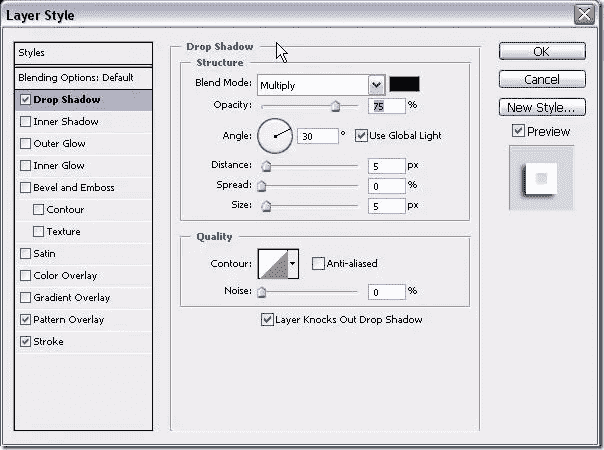 Layer Style
Styles
Blending Options: Default
Drop Shadow
Inner Shadow
Outer Glow
Inner Glow
Bevel and Emboss
Contour
Texture
Satin
Color Overlay
Gradient Overlay
Pattern Overlay
Stroke
Drop Shadow
Structure
Blend Mode: Multiply
Opacity: 75 %
Angle: 30 ° Use Global Light
Distance: 5 px
Spread: 0 %
Size: 5 px
Quality
Contour: Anti-aliased
Noise: 0 %
Layer Knocks Out Drop Shadow
OK
Cancel
New Style...
Preview